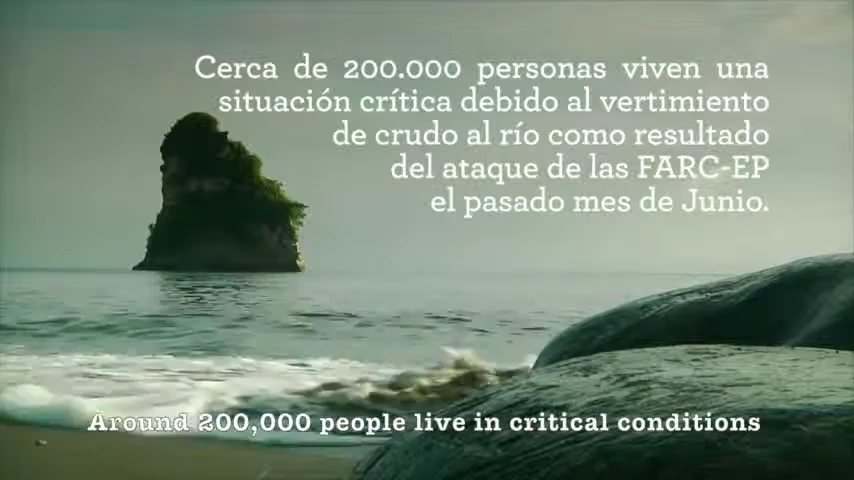 Cerca de 200.000 personas viven una
situación crítica debido al vertimiento
de crudo al río como resultado
del ataque de las FARC-EP
el pasado mes de Junio.
Around 200,000 people live in critical conditions